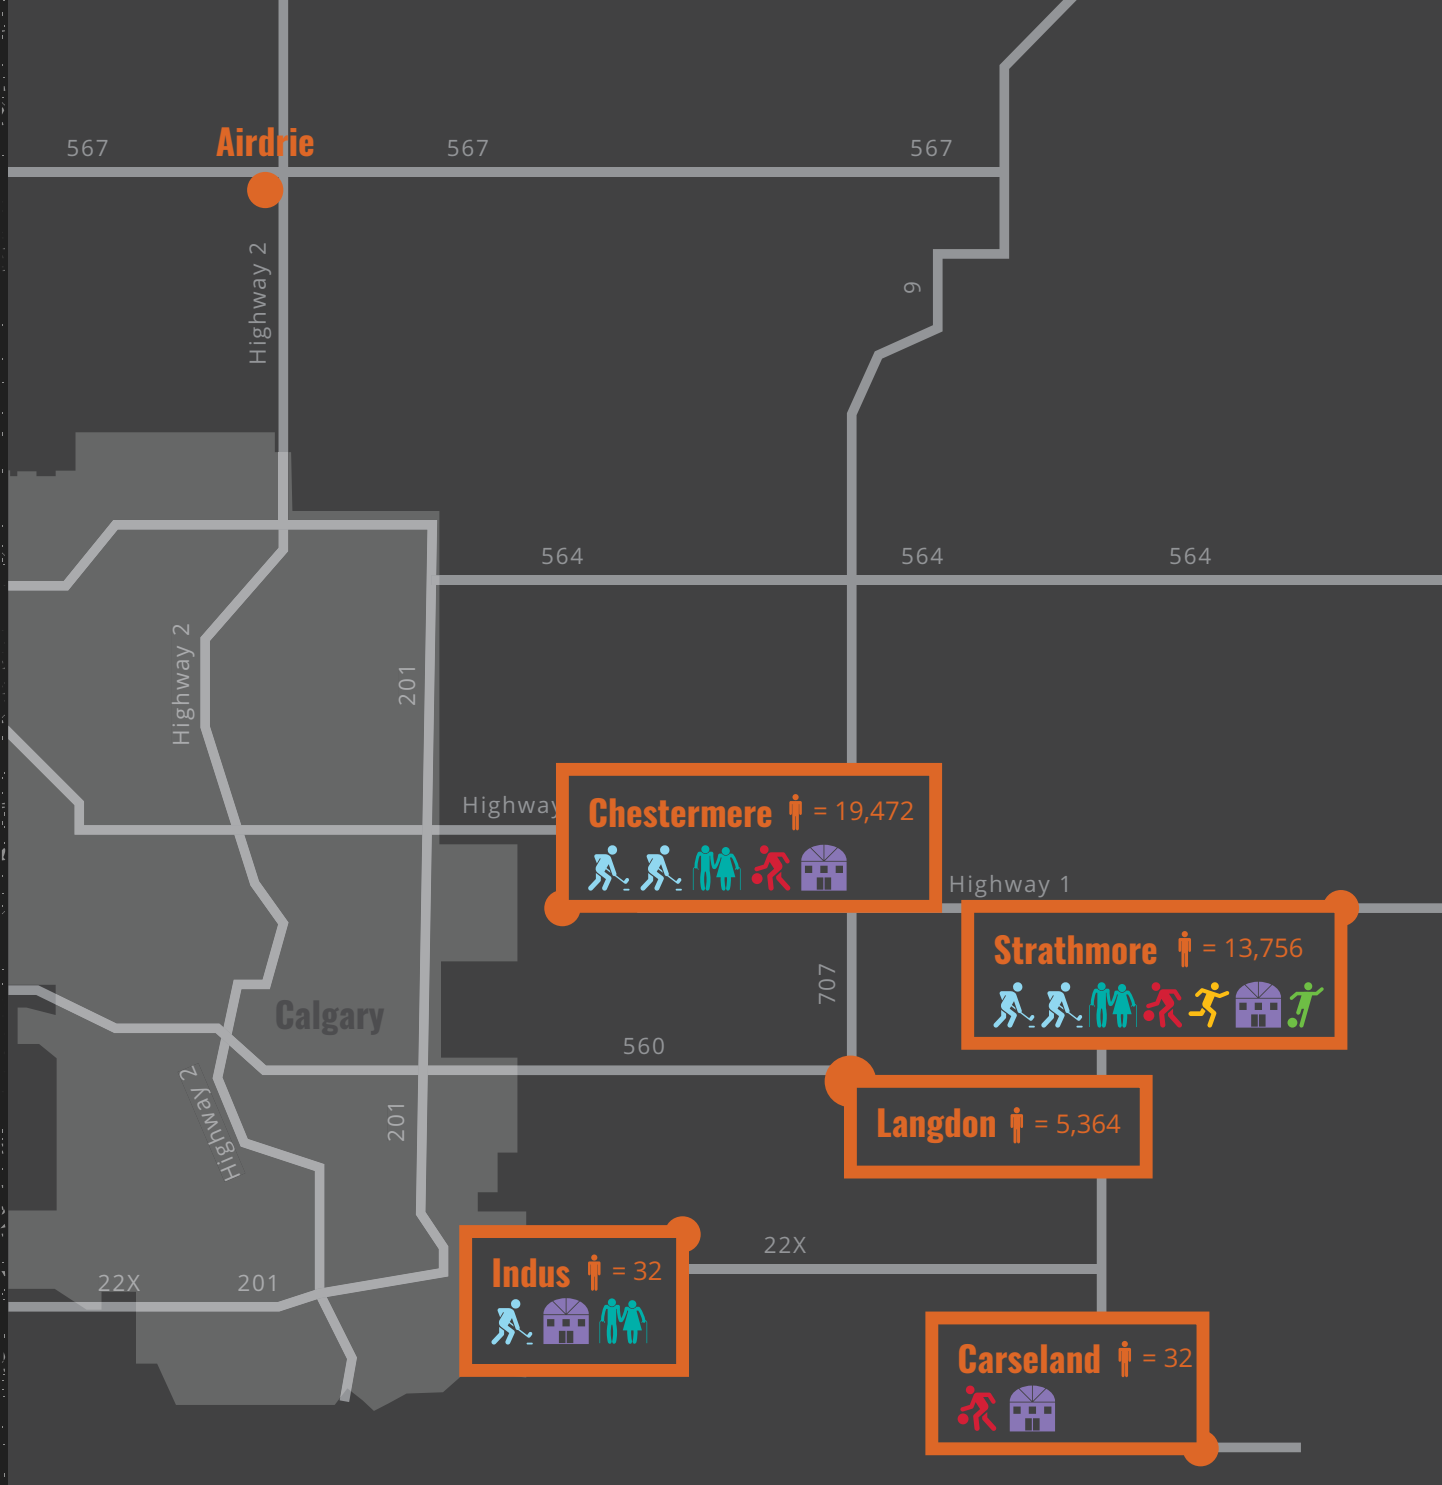 567
Airdrie
567
567
Highway 2
9
564
564
564
Highway 2
201
Highway
Chestermere = 19,472
Highway 1
Strathmore = 13,756
707
Calgary
560
Highway 2
201
Langdon = 5,364
22X
Indus = 32
22X
201
Carseland = 32